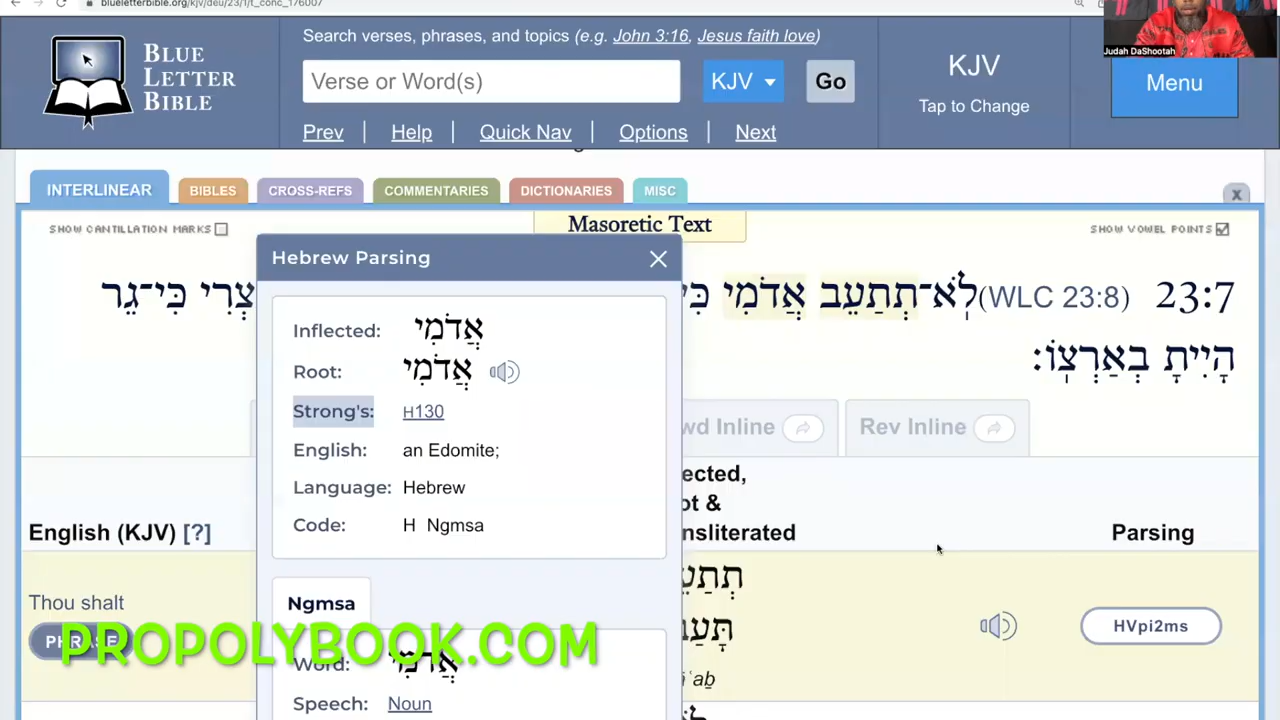 blueletterbible.org/kjv/deu/23/1/t_conc_176007
Judah DaShootah
BLUE
LETTER
BIBLE
Search verses, phrases, and topics (e.g. John 3:16, Jesus faith love)
Verse or Word(s)
KJV
Go
Prev | Help | Quick Nav | Options | Next
KJV
Tap to Change
Menu
INTERLINEAR
BIBLES
CROSS-REFS
COMMENTARIES
DICTIONARIES
MISC
x
SHOW CANTILLATION MARKS
Masoretic Text
SHOW VOWEL POINTS
23:7 (WLC 23:8) לֹֽא־תְתַעֵב אֲדֹמִי
כִּי־גֵר
הָיִיתָ בְאַרְצֽוֹ׃
Hebrew Parsing
Inflected: אֲדֹמִי
Root: אֲדֹמִי
Strong's: H130
English: an Edomite;
Language: Hebrew
Code: H Ngmsa
Ngmsa
Word: אֲדֹמִי
Speech: Noun
Inline
Rev Inline
English (KJV) [?]
Parsing
Thou shalt
PHRASE
HVpi2ms
PROPOLYBOOK.COM